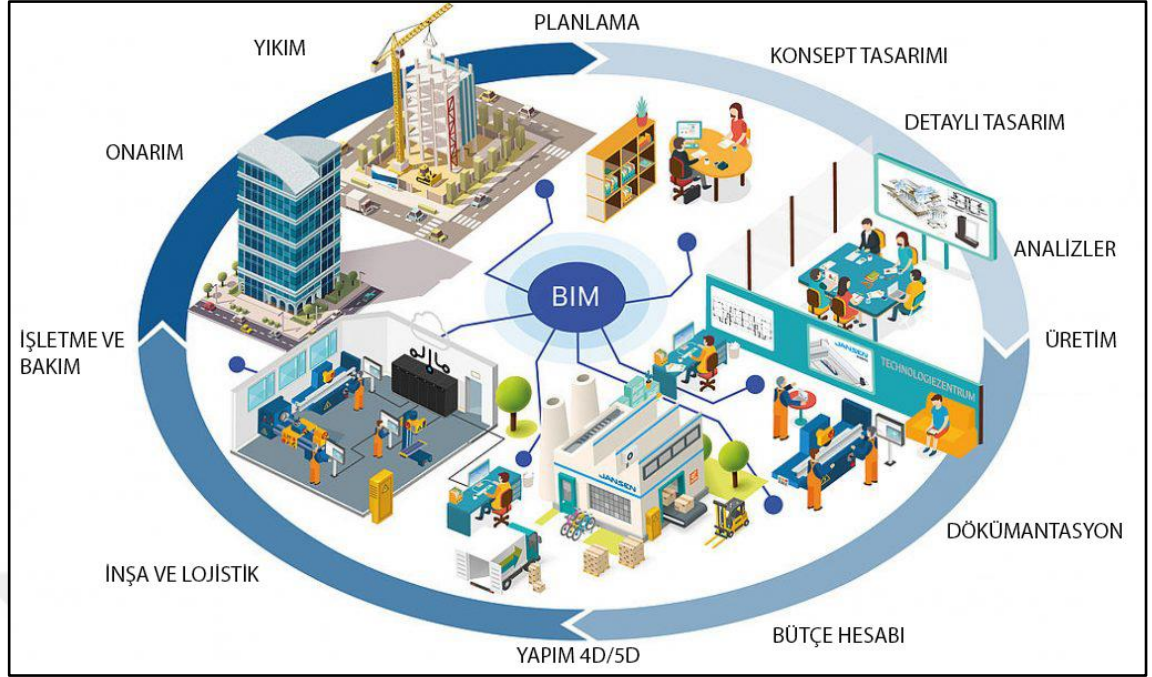 PLANLAMA
KONSEPT TASARIMI
DETAYLI TASARIM
ANALİZLER
ÜRETİM
DÖKÜMANTASYON
BÜTÇE HESABI
YAPIM 4D/5D
İNŞA VE LOJİSTİK
İŞLETME VE
BAKIM
ONARIM
YIKIM
BIM
JANSEN
TECHNOLOGIEZENTRUM
JANSEN